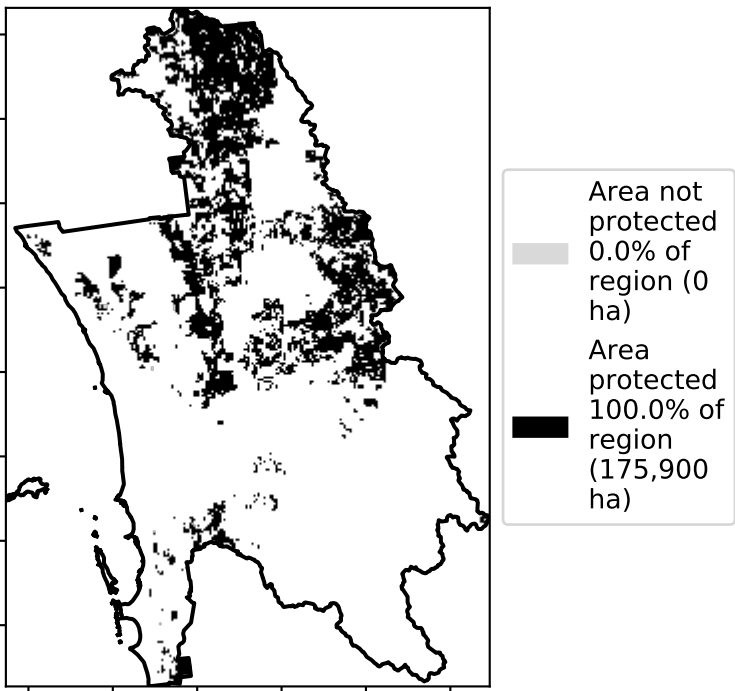 Area not
protected
0.0% of
region (0
ha)
Area
protected
100.0% of
region
(175,900
ha)